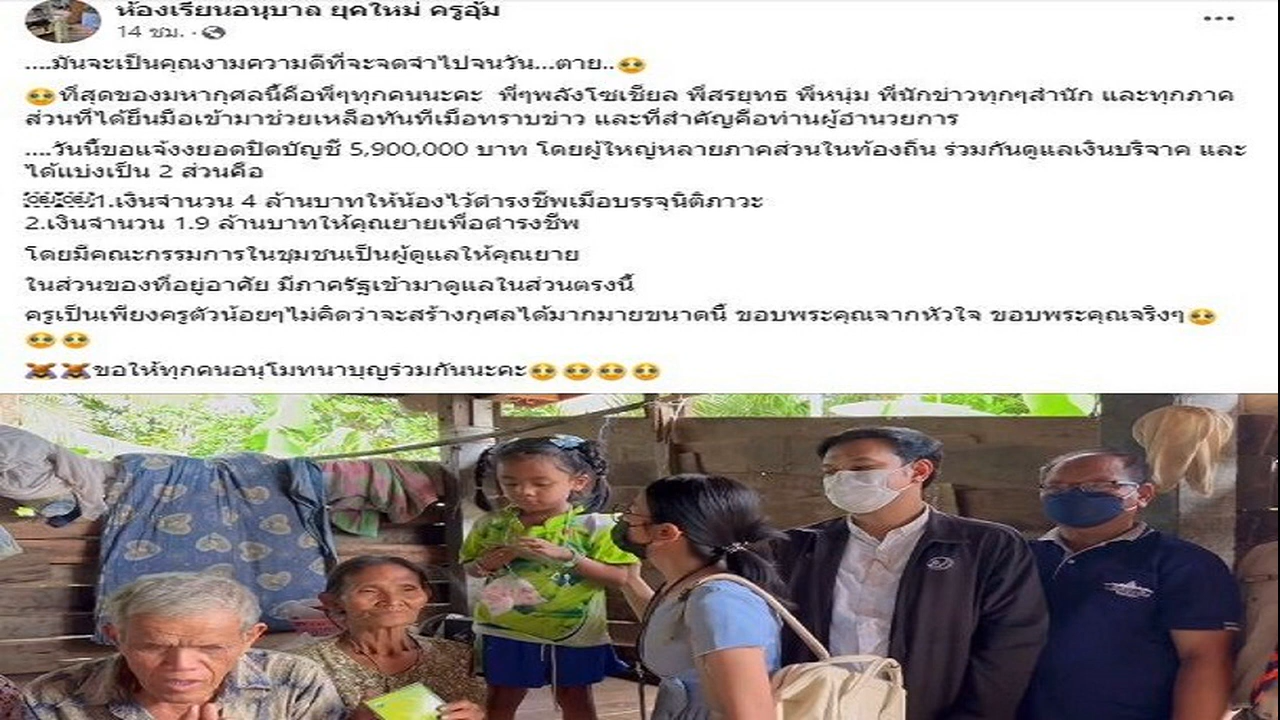 ห้องเรียนอนุบาล ยุคใหม่ ครูอุ้ม
14 ชม. ·
....มันจะเป็นคุณงามความดีที่จะจดจำไปจนวัน...ตาย..🥺
🥺ที่สุดของมหากุศลนี้คือพี่ๆทุกคนนะคะ พี่ๆพลังโซเชียล พี่สรยุทธ พี่หนุ่ม พี่นักข่าวทุกๆสำนัก และทุกภาค
ส่วนที่ได้ยื่นมือเข้ามาช่วยเหลือทันทีเมื่อทราบข่าว และที่สำคัญคือท่านผู้อำนวยการ
....วันนี้ขอแจ้งงยอดปิดบัญชี 5,900,000 บาท โดยผู้ใหญ่หลายภาคส่วนในท้องถิ่น ร่วมกันดูแลเงินบริจาค และ
ได้แบ่งเป็น 2 ส่วนคือ
1.เงินจำนวน 4 ล้านบาทให้น้องไว้ดำรงชีพเมื่อบรรจุนิติภาวะ
2.เงินจำนวน 1.9 ล้านบาทให้คุณยายเพื่อดำรงชีพ
โดยมีคณะกรรมการในชุมชนเป็นผู้ดูแลให้คุณยาย
ในส่วนของที่อยู่อาศัย มีภาครัฐเข้ามาดูแลในส่วนตรงนี้
ครูเป็นเพียงครูตัวน้อยๆไม่คิดว่าจะสร้างกุศลได้มากมายขนาดนี้ ขอบพระคุณจากหัวใจ ขอบพระคุณจริงๆ🥺
🥺🥺
ขอให้ทุกคนอนุโมทนาบุญร่วมกันนะคะ🥺🥺🥺🥺